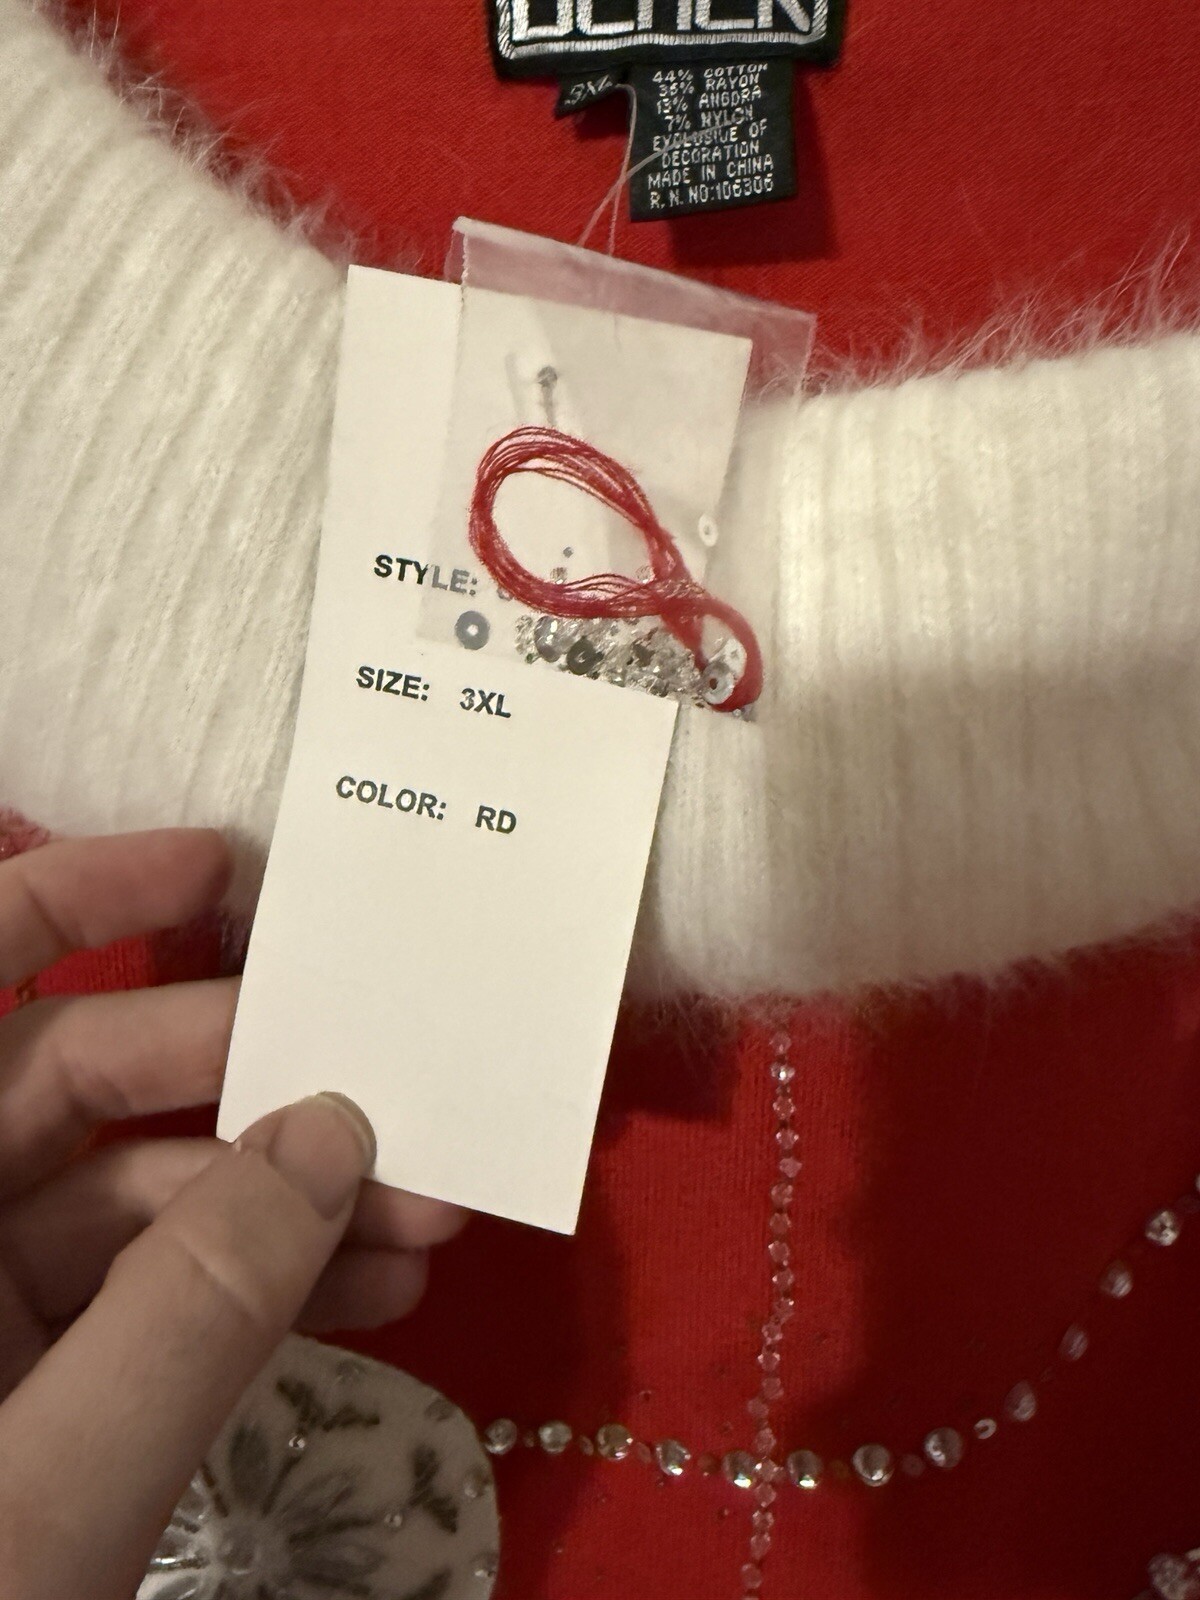 3XL
44% COTTON
36% RAYON
13% ANGORA
7% NYLON
EXCLUSIVE OF
DECORATION
MADE IN CHINA
R.N. NO:106306
STYLE:
SIZE: 3XL
COLOR: RD